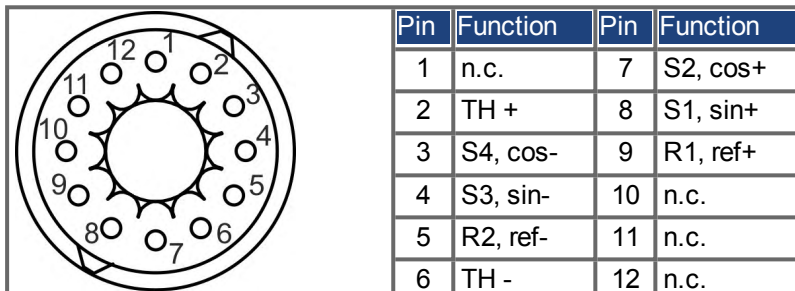 Pin Function Pin Function
1 n.c. 7 S2, cos+
2 TH + 8 S1, sin+
3 S4, cos- 9 R1, ref+
4 S3, sin- 10 n.c.
5 R2, ref- 11 n.c.
6 TH - 12 n.c.
1
2
3
4
5
6
7
8
9
10
11
12